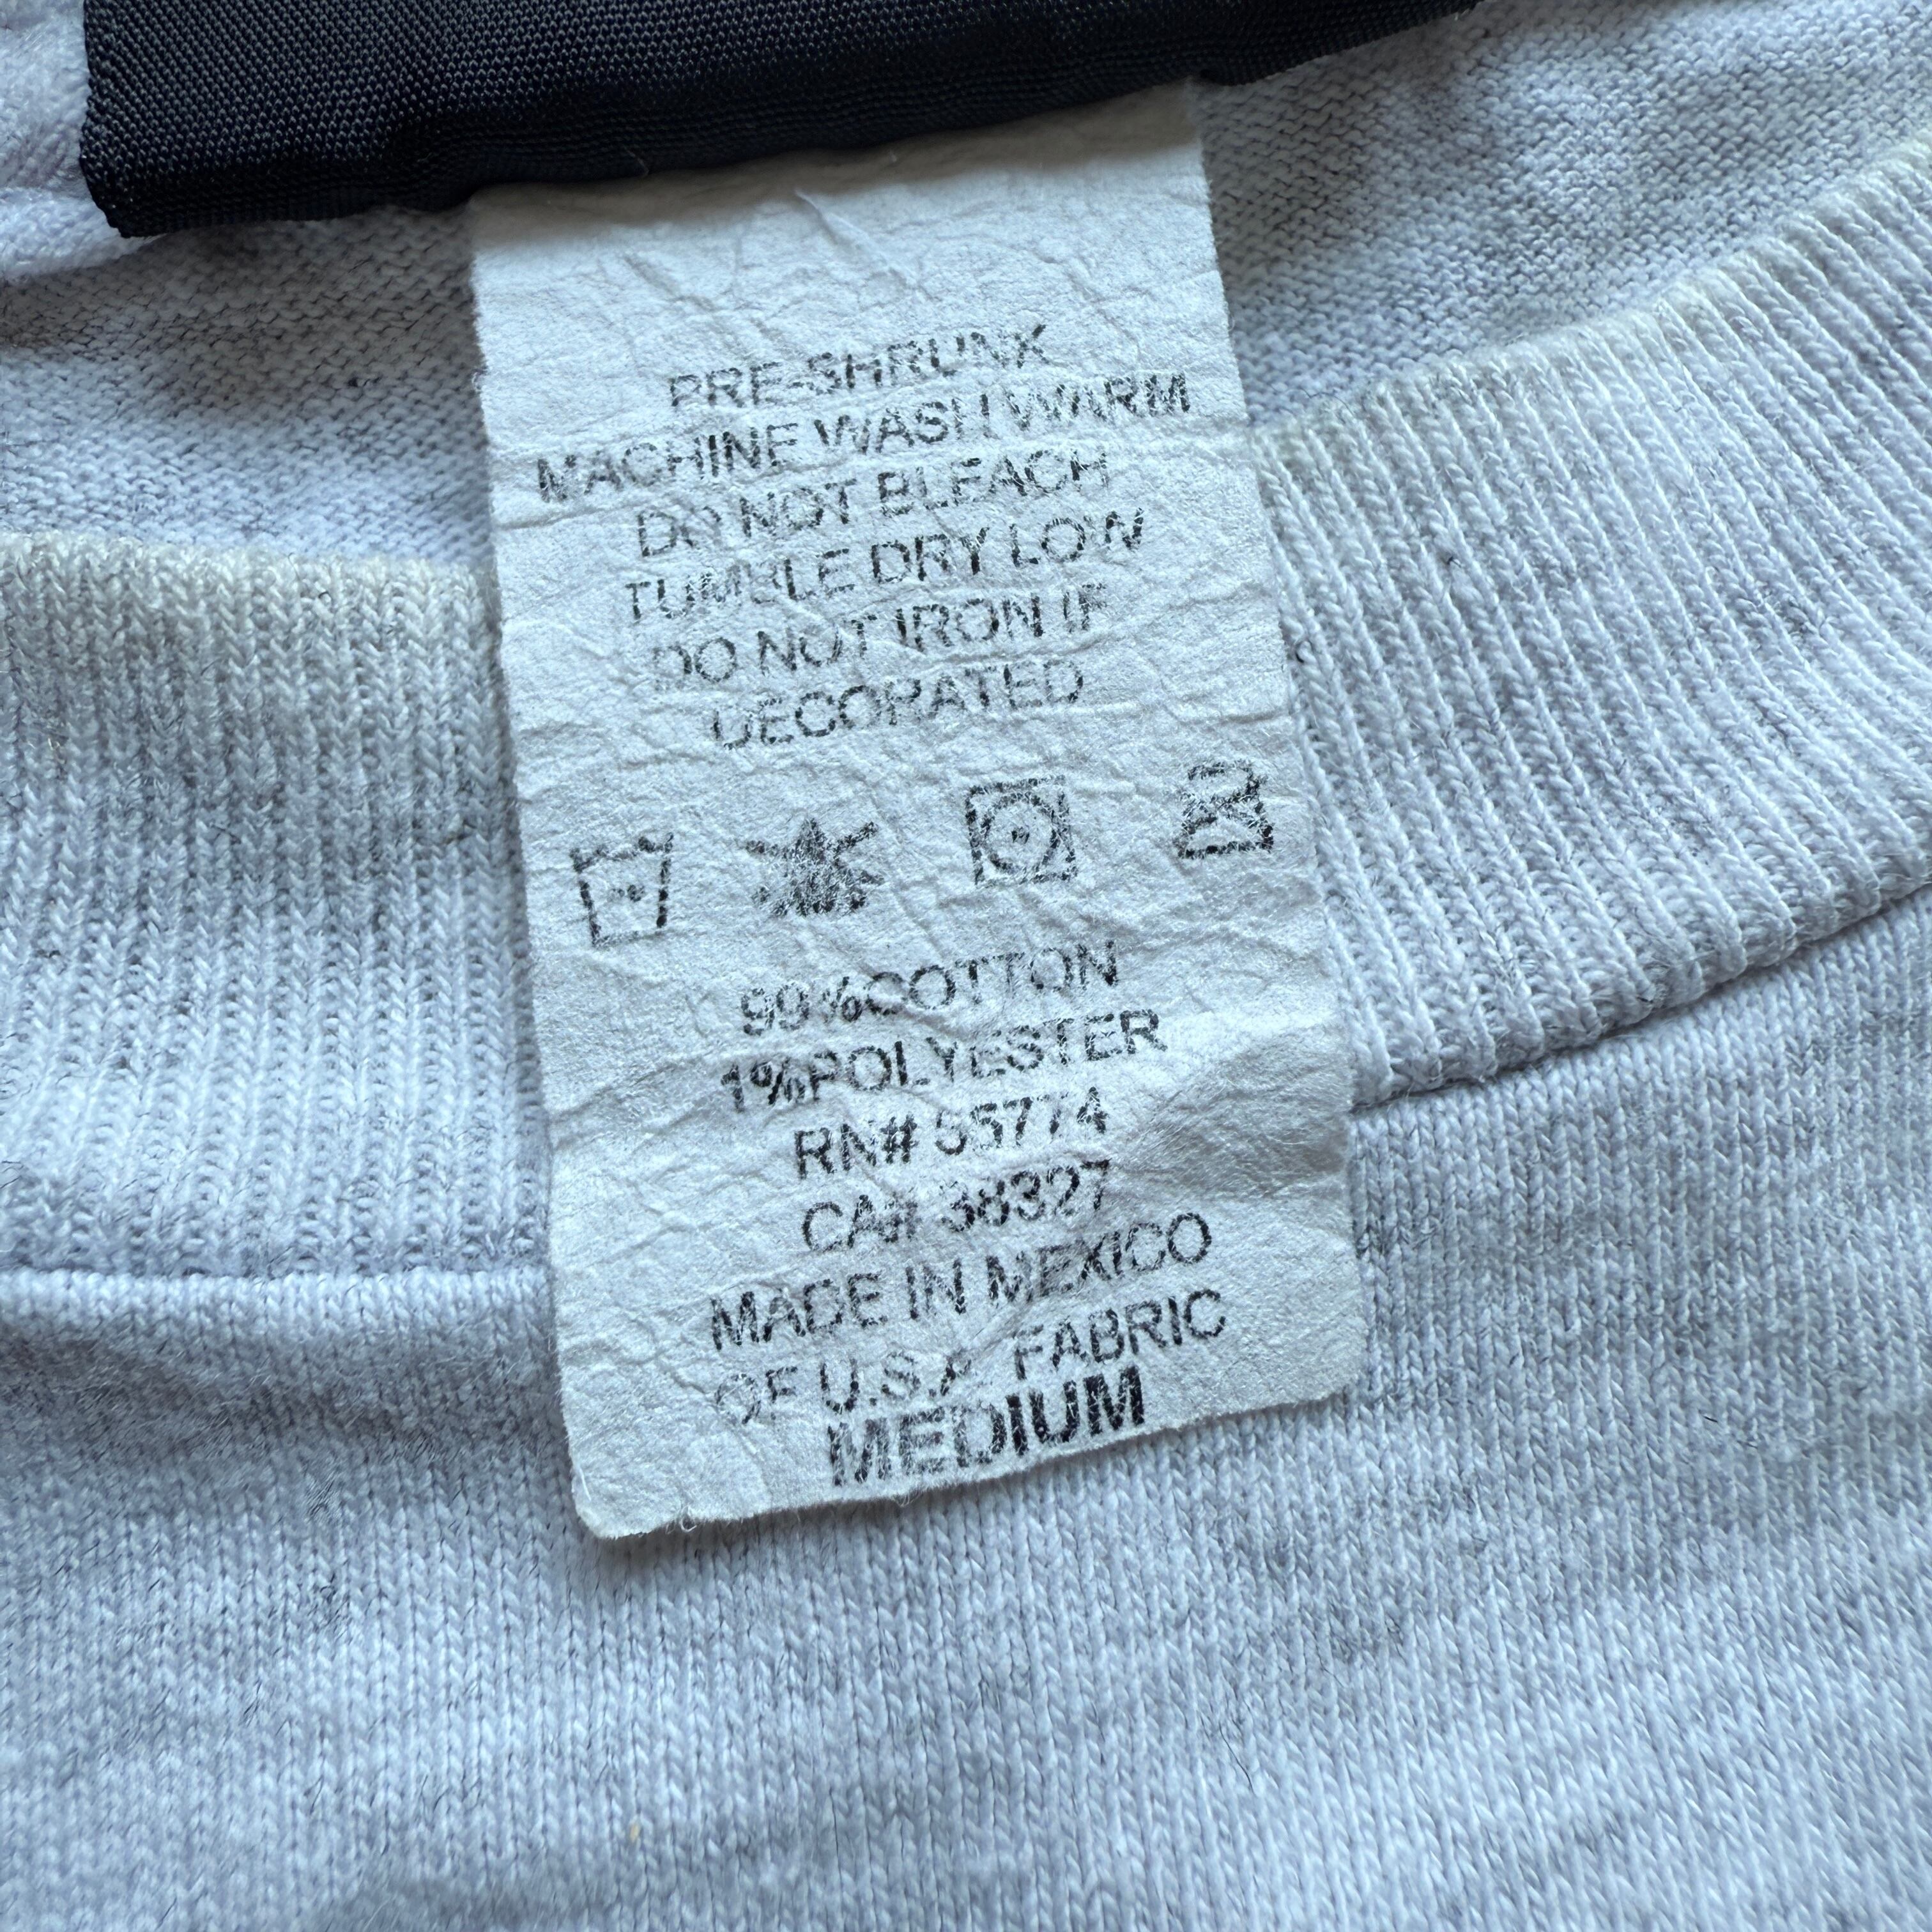 PRE-SHRUNK
MACHINE WASH WARM
DO NOT BLEACH
TUMBLE DRY LOW
DO NOT IRON IF
DECORATED
99%COTTON
1%POLYESTER
RN# 55774
CA# 38327
MADE IN MEXICO
OF U.S.A. FABRIC
MEDIUM